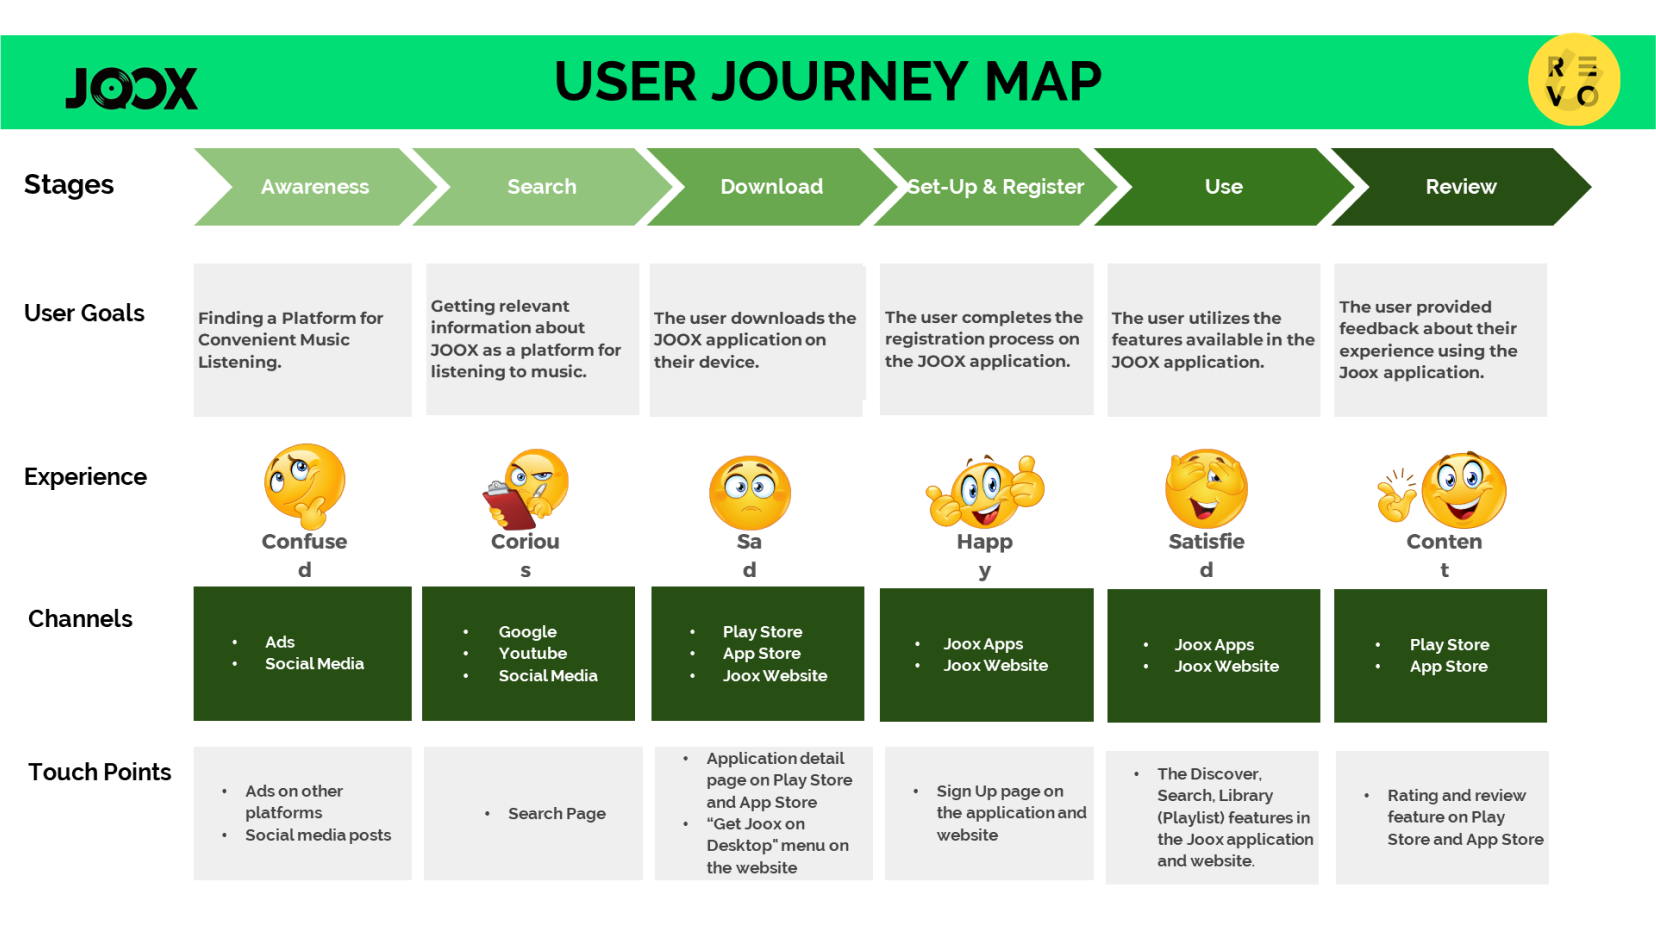 JOOX
USER JOURNEY MAP
R E
V O
Stages
Awareness
Search
Download
Set-Up & Register
Use
Review
User Goals
Finding a Platform for
Convenient Music
Listening.
Getting relevant
information about
JOOX as a platform for
listening to music.
The user downloads the
JOOX application on
their device.
The user completes the
registration process on
the JOOX application.
The user utilizes the
features available in the
JOOX application.
The user provided
feedback about their
experience using the
Joox application.
Experience
Confuse
d
Coriou
s
Sa
d
Happ
y
Satisfie
d
Conten
t
Channels
• Ads
• Social Media
• Google
• Youtube
• Social Media
• Play Store
• App Store
• Joox Website
• Joox Apps
• Joox Website
• Joox Apps
• Joox Website
• Play Store
• App Store
Touch Points
• Ads on other
platforms
• Social media posts
• Search Page
• Application detail
page on Play Store
and App Store
• “Get Joox on
Desktop" menu on
the website
• Sign Up page on
the application and
website
• The Discover,
Search, Library
(Playlist) features in
the Joox application
and website.
• Rating and review
feature on Play
Store and App Store